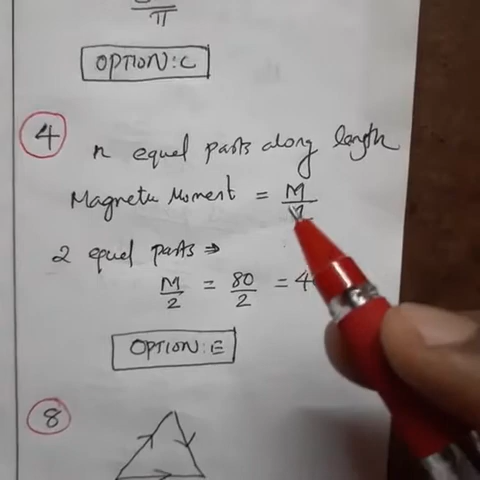 π
OPTION: C
4
n equal parts along length
Magnetic Moment = M/n
2 equal parts ⇒
M/2 = 80/2 = 4
OPTION: E
8